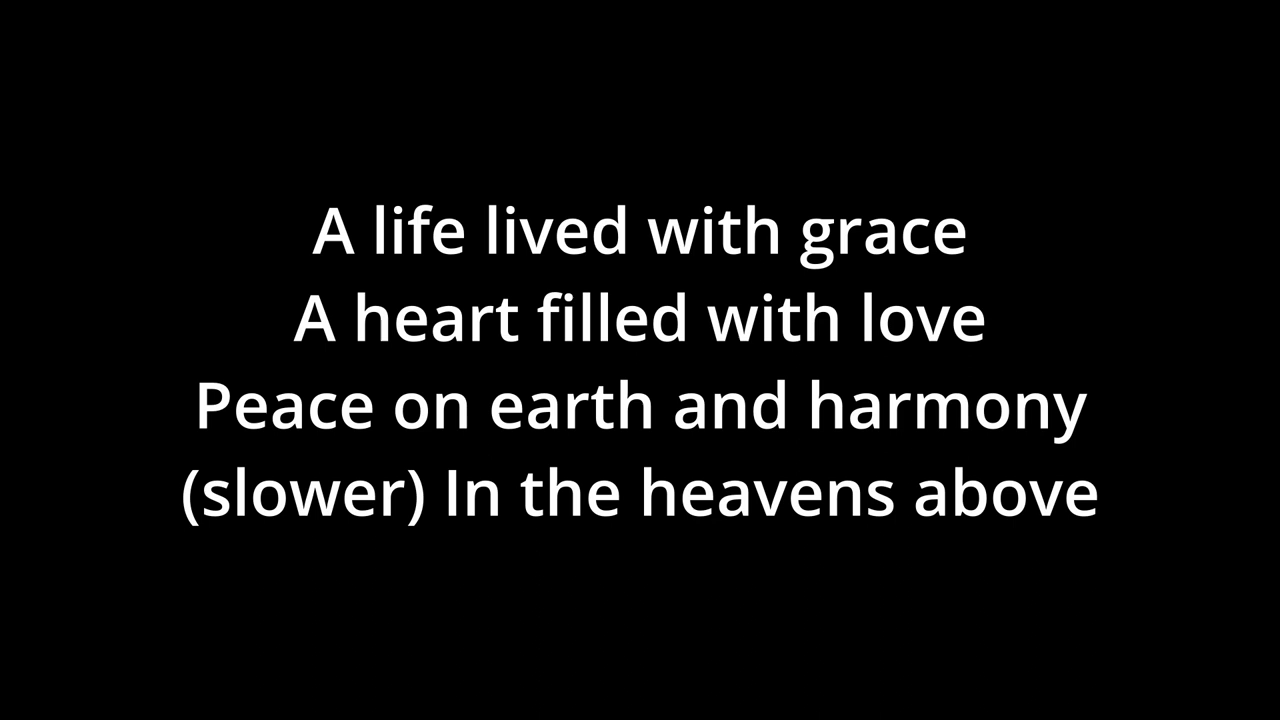 A life lived with grace
A heart filled with love
Peace on earth and harmony
(slower) In the heavens above